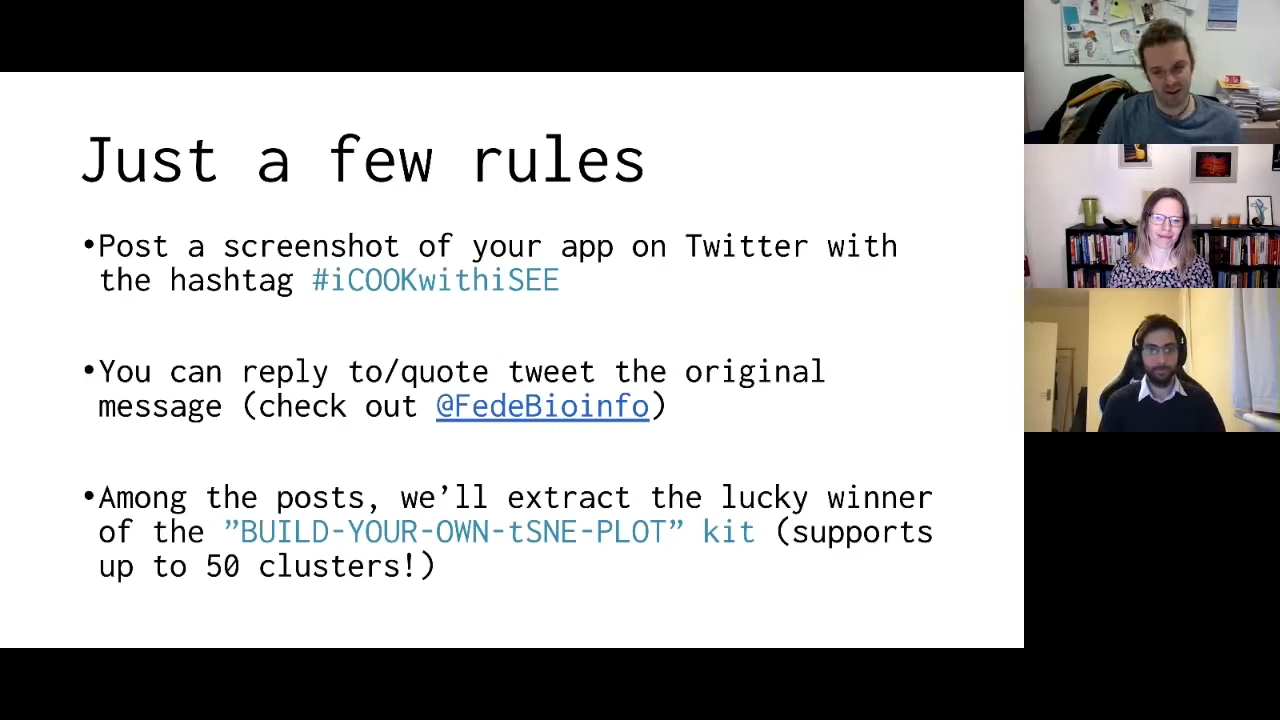 Just a few rules
•Post a screenshot of your app on Twitter with
the hashtag #iCOOKwithiSEE
•You can reply to/quote tweet the original
message (check out @FedeBioinfo)
•Among the posts, we’ll extract the lucky winner
of the ”BUILD-YOUR-OWN-tSNE-PLOT” kit (supports
up to 50 clusters!)